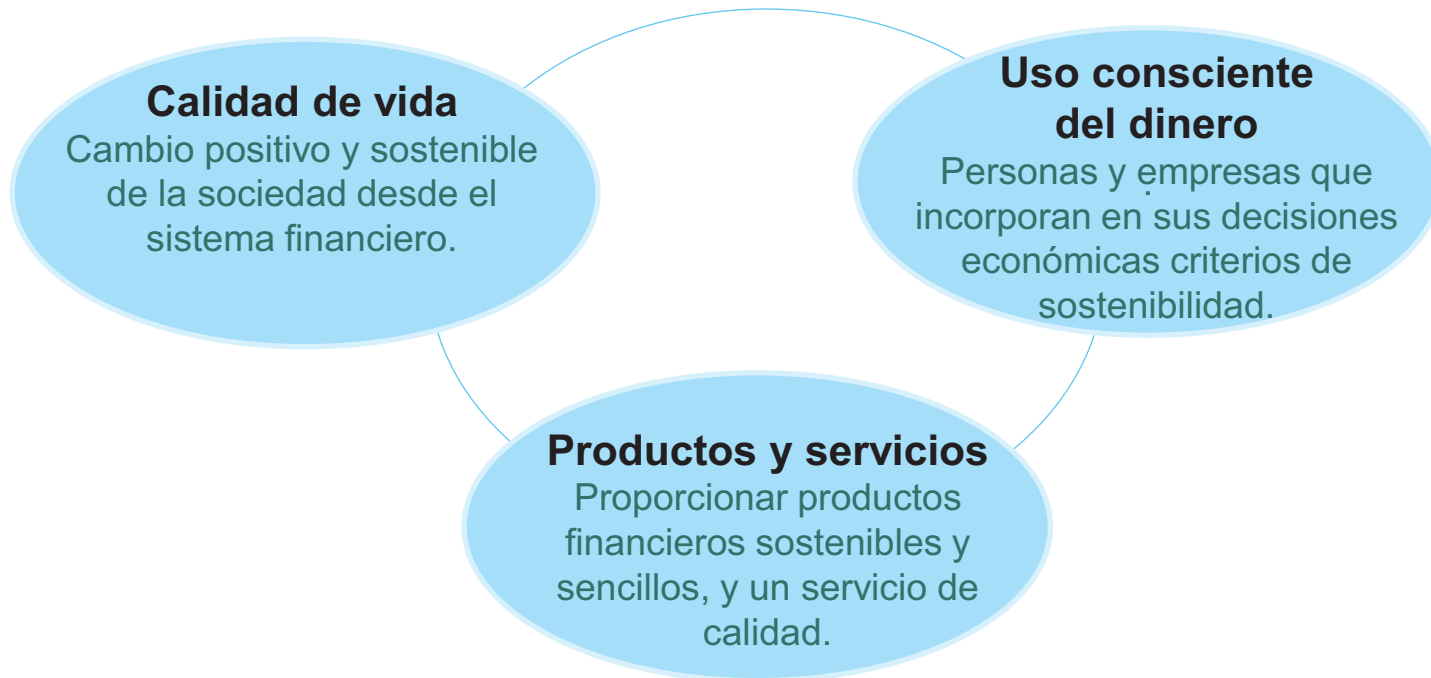 Calidad de vida
Cambio positivo y sostenible
de la sociedad desde el
sistema financiero.
Uso consciente
del dinero
Personas y empresas que
incorporan en sus decisiones
económicas criterios de
sostenibilidad.
Productos y servicios
Proporcionar productos
financieros sostenibles y
sencillos, y un servicio de
calidad.